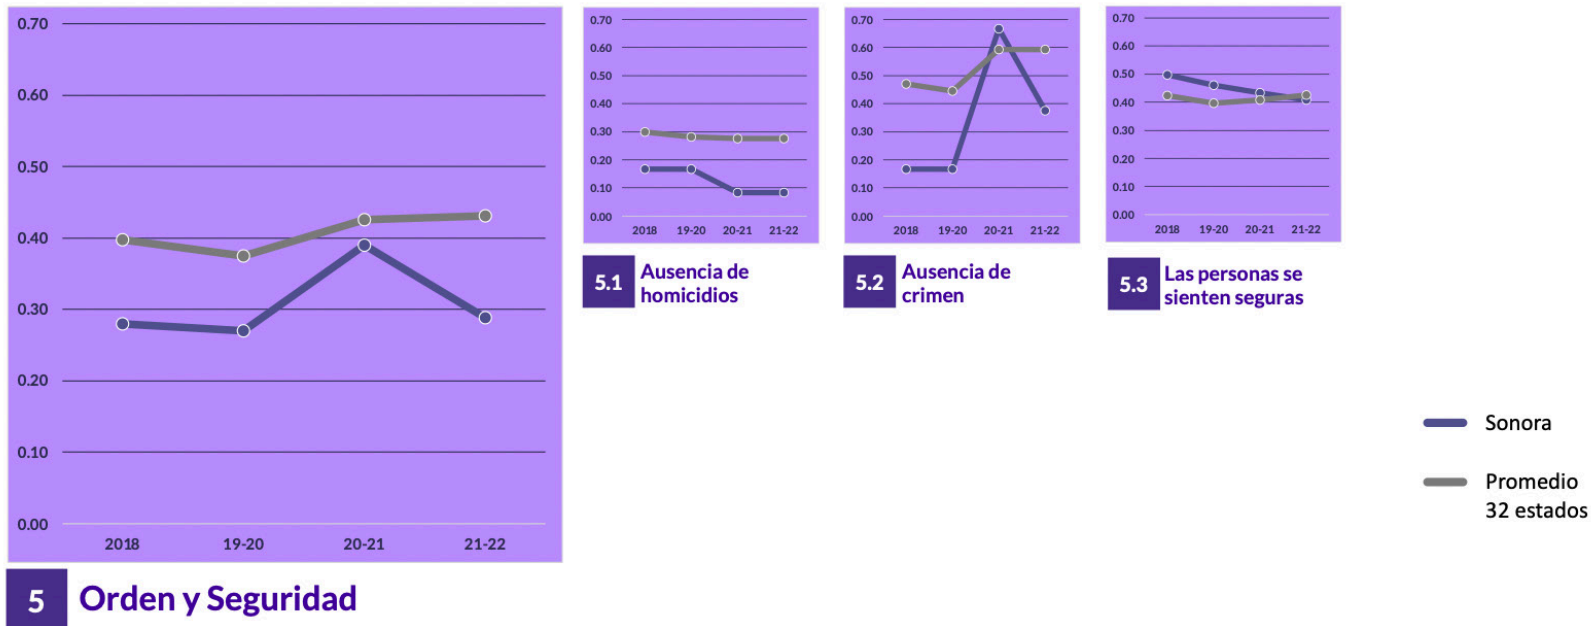 0.70
0.60
0.50
0.40
0.30
0.20
0.10
0.00
2018 19-20 20-21 21-22
5 Orden y Seguridad
0.70
0.60
0.50
0.40
0.30
0.20
0.10
0.00
2018 19-20 20-21 21-22
5.1 Ausencia de
homicidios
0.70
0.60
0.50
0.40
0.30
0.20
0.10
0.00
2018 19-20 20-21 21-22
5.2 Ausencia de
crimen
0.70
0.60
0.50
0.40
0.30
0.20
0.10
0.00
2018 19-20 20-21 21-22
5.3 Las personas se
sienten seguras
Sonora
Promedio
32 estados